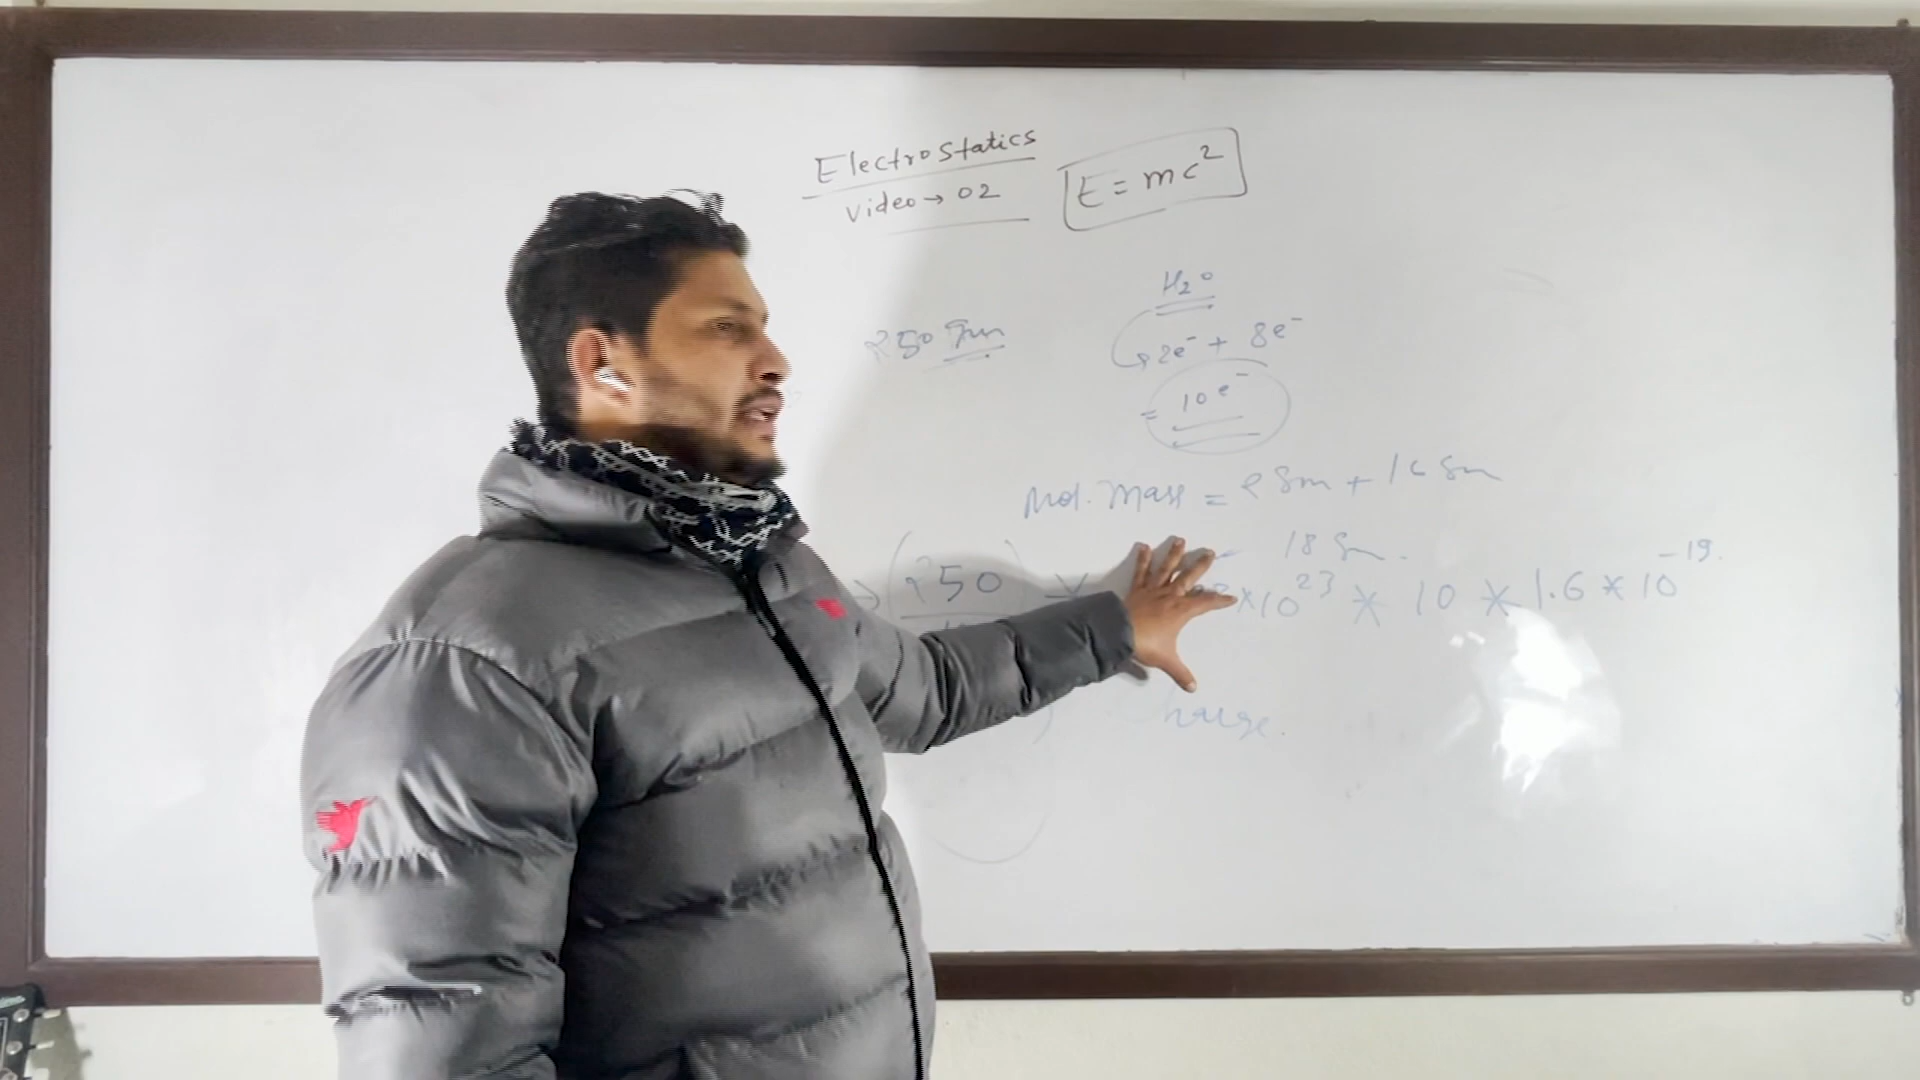 Electrostatics
Video → 02
E = mc²
H₂O
250 gm
2e⁻ + 8e⁻
= 10e⁻
Mol. Mass = 2 gm + 16 gm
18 gm.
→ (250 * ×10²³ * 10 * 1.6 * 10⁻¹⁹.